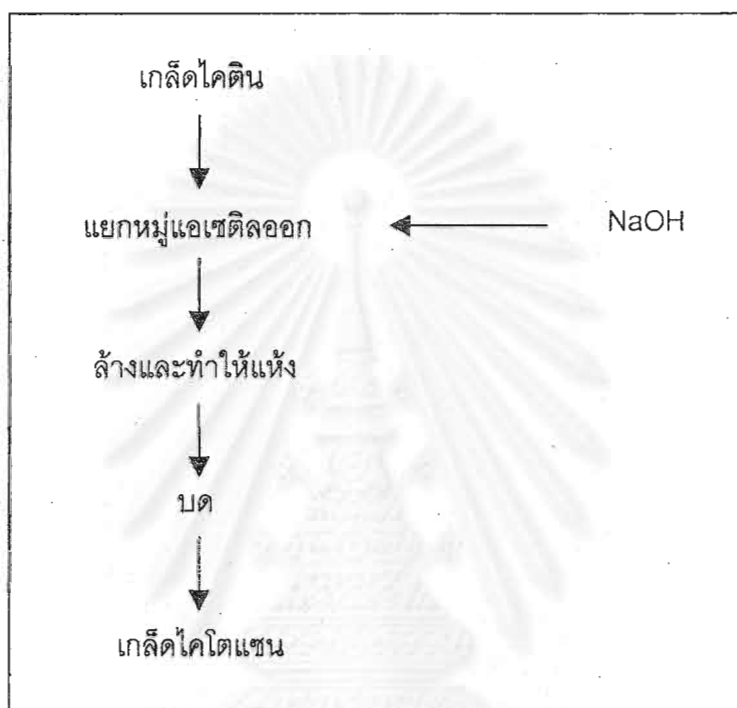 เกล็ดไคติน
แยกหมู่แอเซติลออก
NaOH
ล้างและทำให้แห้ง
บด
เกล็ดไคโตแซน